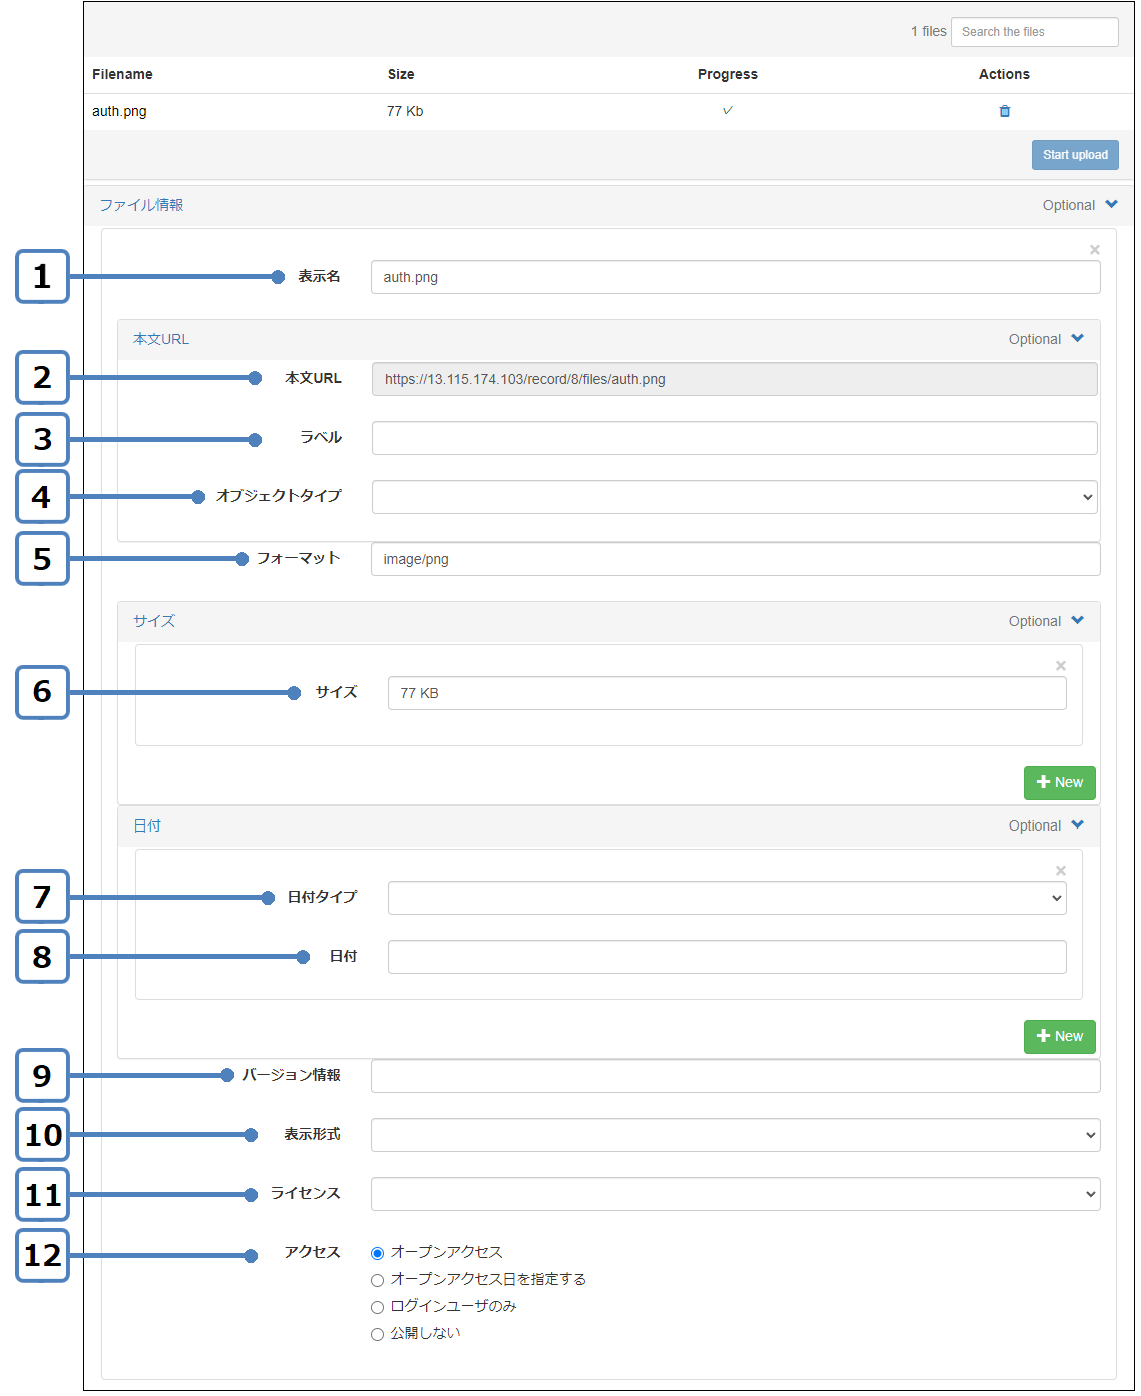 1 files Search the files
Filename Size Progress Actions
auth.png 77 Kb
Start upload
ファイル情報 Optional
1 表示名 auth.png
本文URL Optional
2 本文URL https://13.115.174.103/record/8/files/auth.png
3 ラベル
4 オブジェクトタイプ
5 フォーマット image/png
サイズ Optional
6 サイズ 77 KB
New
日付 Optional
7 日付タイプ
8 日付
New
9 バージョン情報
10 表示形式
11 ライセンス
12 アクセス オープンアクセス
オープンアクセス日を指定する
ログインユーザのみ
公開しない